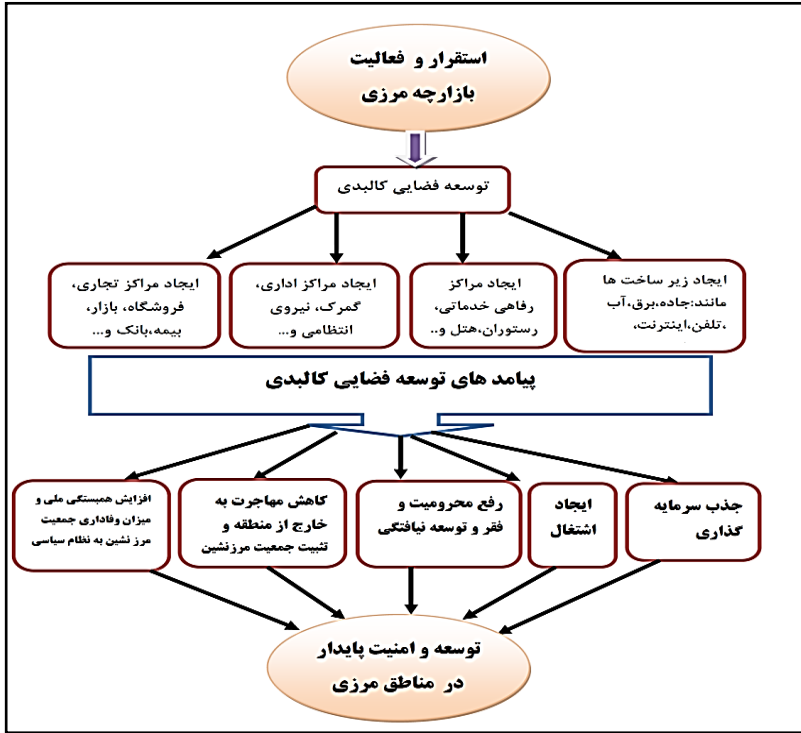 استقرار و فعالیت
بازارچه مرزی
توسعه فضایی کالبدی
ایجاد زیر ساخت ها
مانند:جاده،برق،آب
،تلفن،اینترنت،
ایجاد مراکز
رفاهی خدماتی،
رستوران،هتل و..
ایجاد مراکز اداری،
گمرک، نیروی
انتظامی و...
ایجاد مراکز تجاری،
فروشگاه، بازار،
بیمه،بانک و...
پیامد های توسعه فضایی کالبدی
جذب سرمایه
گذاری
ایجاد
اشتغال
رفع محرومیت و
فقر و توسعه نیافتگی
کاهش مهاجرت به
خارج از منطقه و
تثبیت جمعیت مرزنشین
افزایش همبستگی ملی و
میزان وفاداری جمعیت
مرز نشین به نظام سیاسی
توسعه و امنیت پایدار
در مناطق مرزی